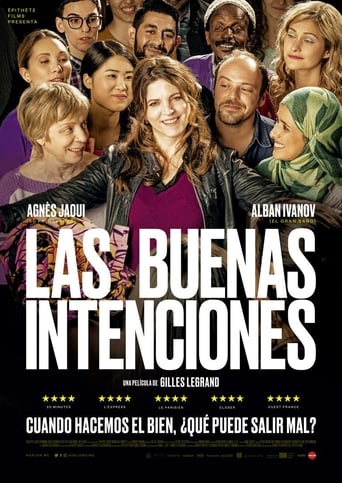 EPITHÈTE
FILMS
PRESENTA
AGNÈS JAOUI
ALBAN IVANOV
(EL GRAN BAÑO)
LAS BUENAS
INTENCIONES
UNA PELÍCULA DE GILLES LEGRAND
★★★★ ★★★★ ★★★★ ★★★★ ★★★★
20 MINUTES L'EXPRESS LE PARISIEN CLOSER OUEST FRANCE
CUANDO HACEMOS EL BIEN, ¿QUÉ PUEDE SALIR MAL?